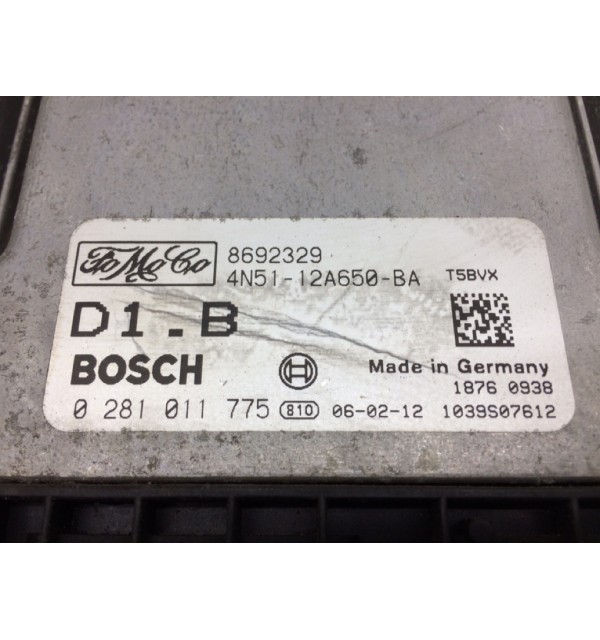 FoMoCo 8692329
4N51-12A650-BA T5BVX
D1.B
BOSCH Made in Germany
1876 0938
0 281 011 775 810 06-02-12 1039S07612